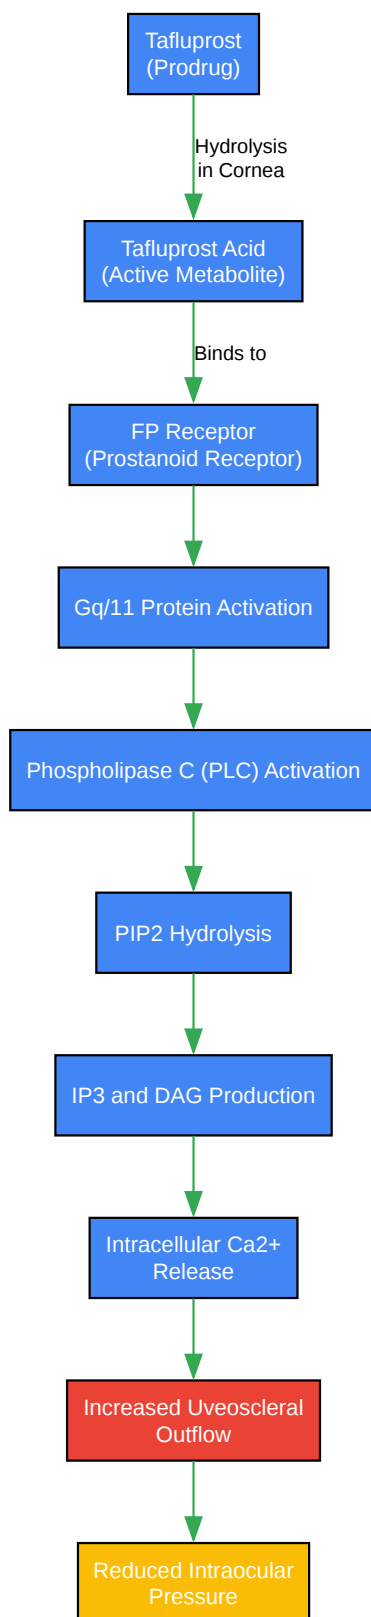 Tafluprost
(Prodrug)
Hydrolysis
in Cornea
Tafluprost Acid
(Active Metabolite)
Binds to
FP Receptor
(Prostanoid Receptor)
Gq/11 Protein Activation
Phospholipase C (PLC) Activation
PIP2 Hydrolysis
IP3 and DAG Production
Intracellular Ca2+
Release
Increased Uveoscleral
Outflow
Reduced Intraocular
Pressure